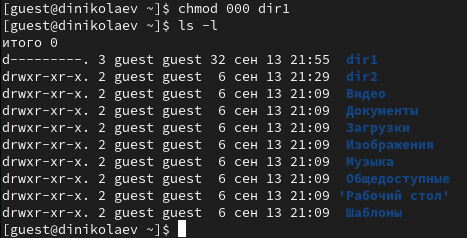 [guest@dinikolaev ~]$ chmod 000 dir1
[guest@dinikolaev ~]$ ls -l
итого 0
d---------. 3 guest guest 32 сен 13 21:55  dir1
drwxr-xr-x. 2 guest guest  6 сен 13 21:29  dir2
drwxr-xr-x. 2 guest guest  6 сен 13 21:09  Видео
drwxr-xr-x. 2 guest guest  6 сен 13 21:09  Документы
drwxr-xr-x. 2 guest guest  6 сен 13 21:09  Загрузки
drwxr-xr-x. 2 guest guest  6 сен 13 21:09  Изображения
drwxr-xr-x. 2 guest guest  6 сен 13 21:09  Музыка
drwxr-xr-x. 2 guest guest  6 сен 13 21:09  Общедоступные
drwxr-xr-x. 2 guest guest  6 сен 13 21:09 'Рабочий стол'
drwxr-xr-x. 2 guest guest  6 сен 13 21:09  Шаблоны
[guest@dinikolaev ~]$